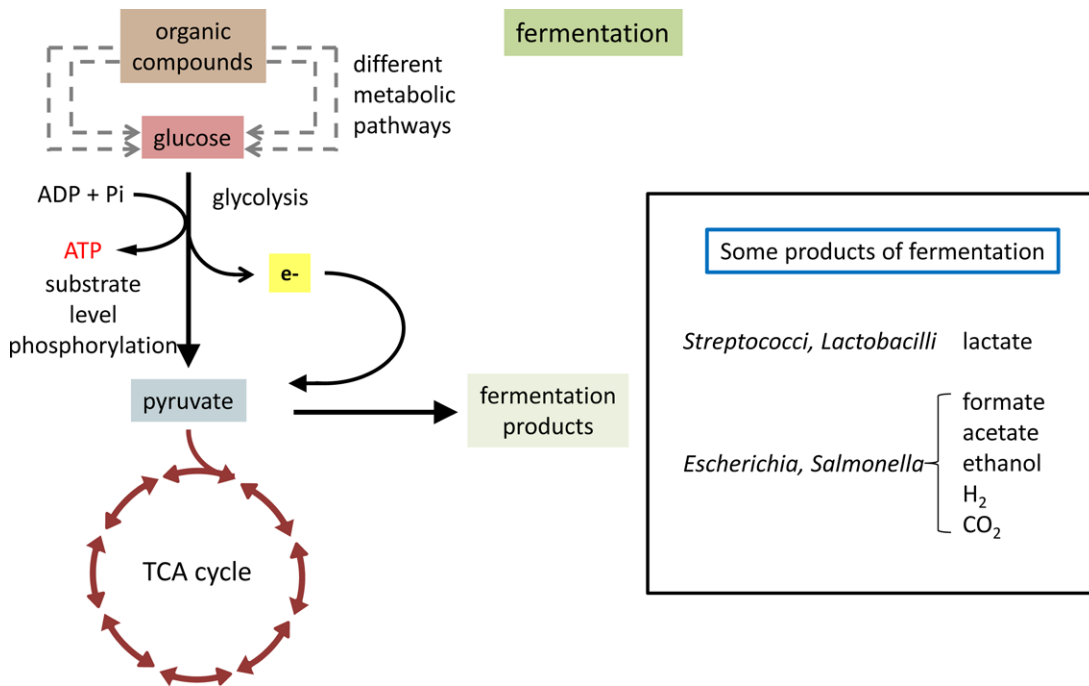 organic
compounds
fermentation
different
metabolic
pathways
glucose
ADP + Pi
glycolysis
ATP
e-
substrate
level
phosphorylation
pyruvate
fermentation
products
TCA cycle
Some products of fermentation
Streptococci, Lactobacilli lactate
formate
acetate
Escherichia, Salmonella ethanol
H₂
CO₂